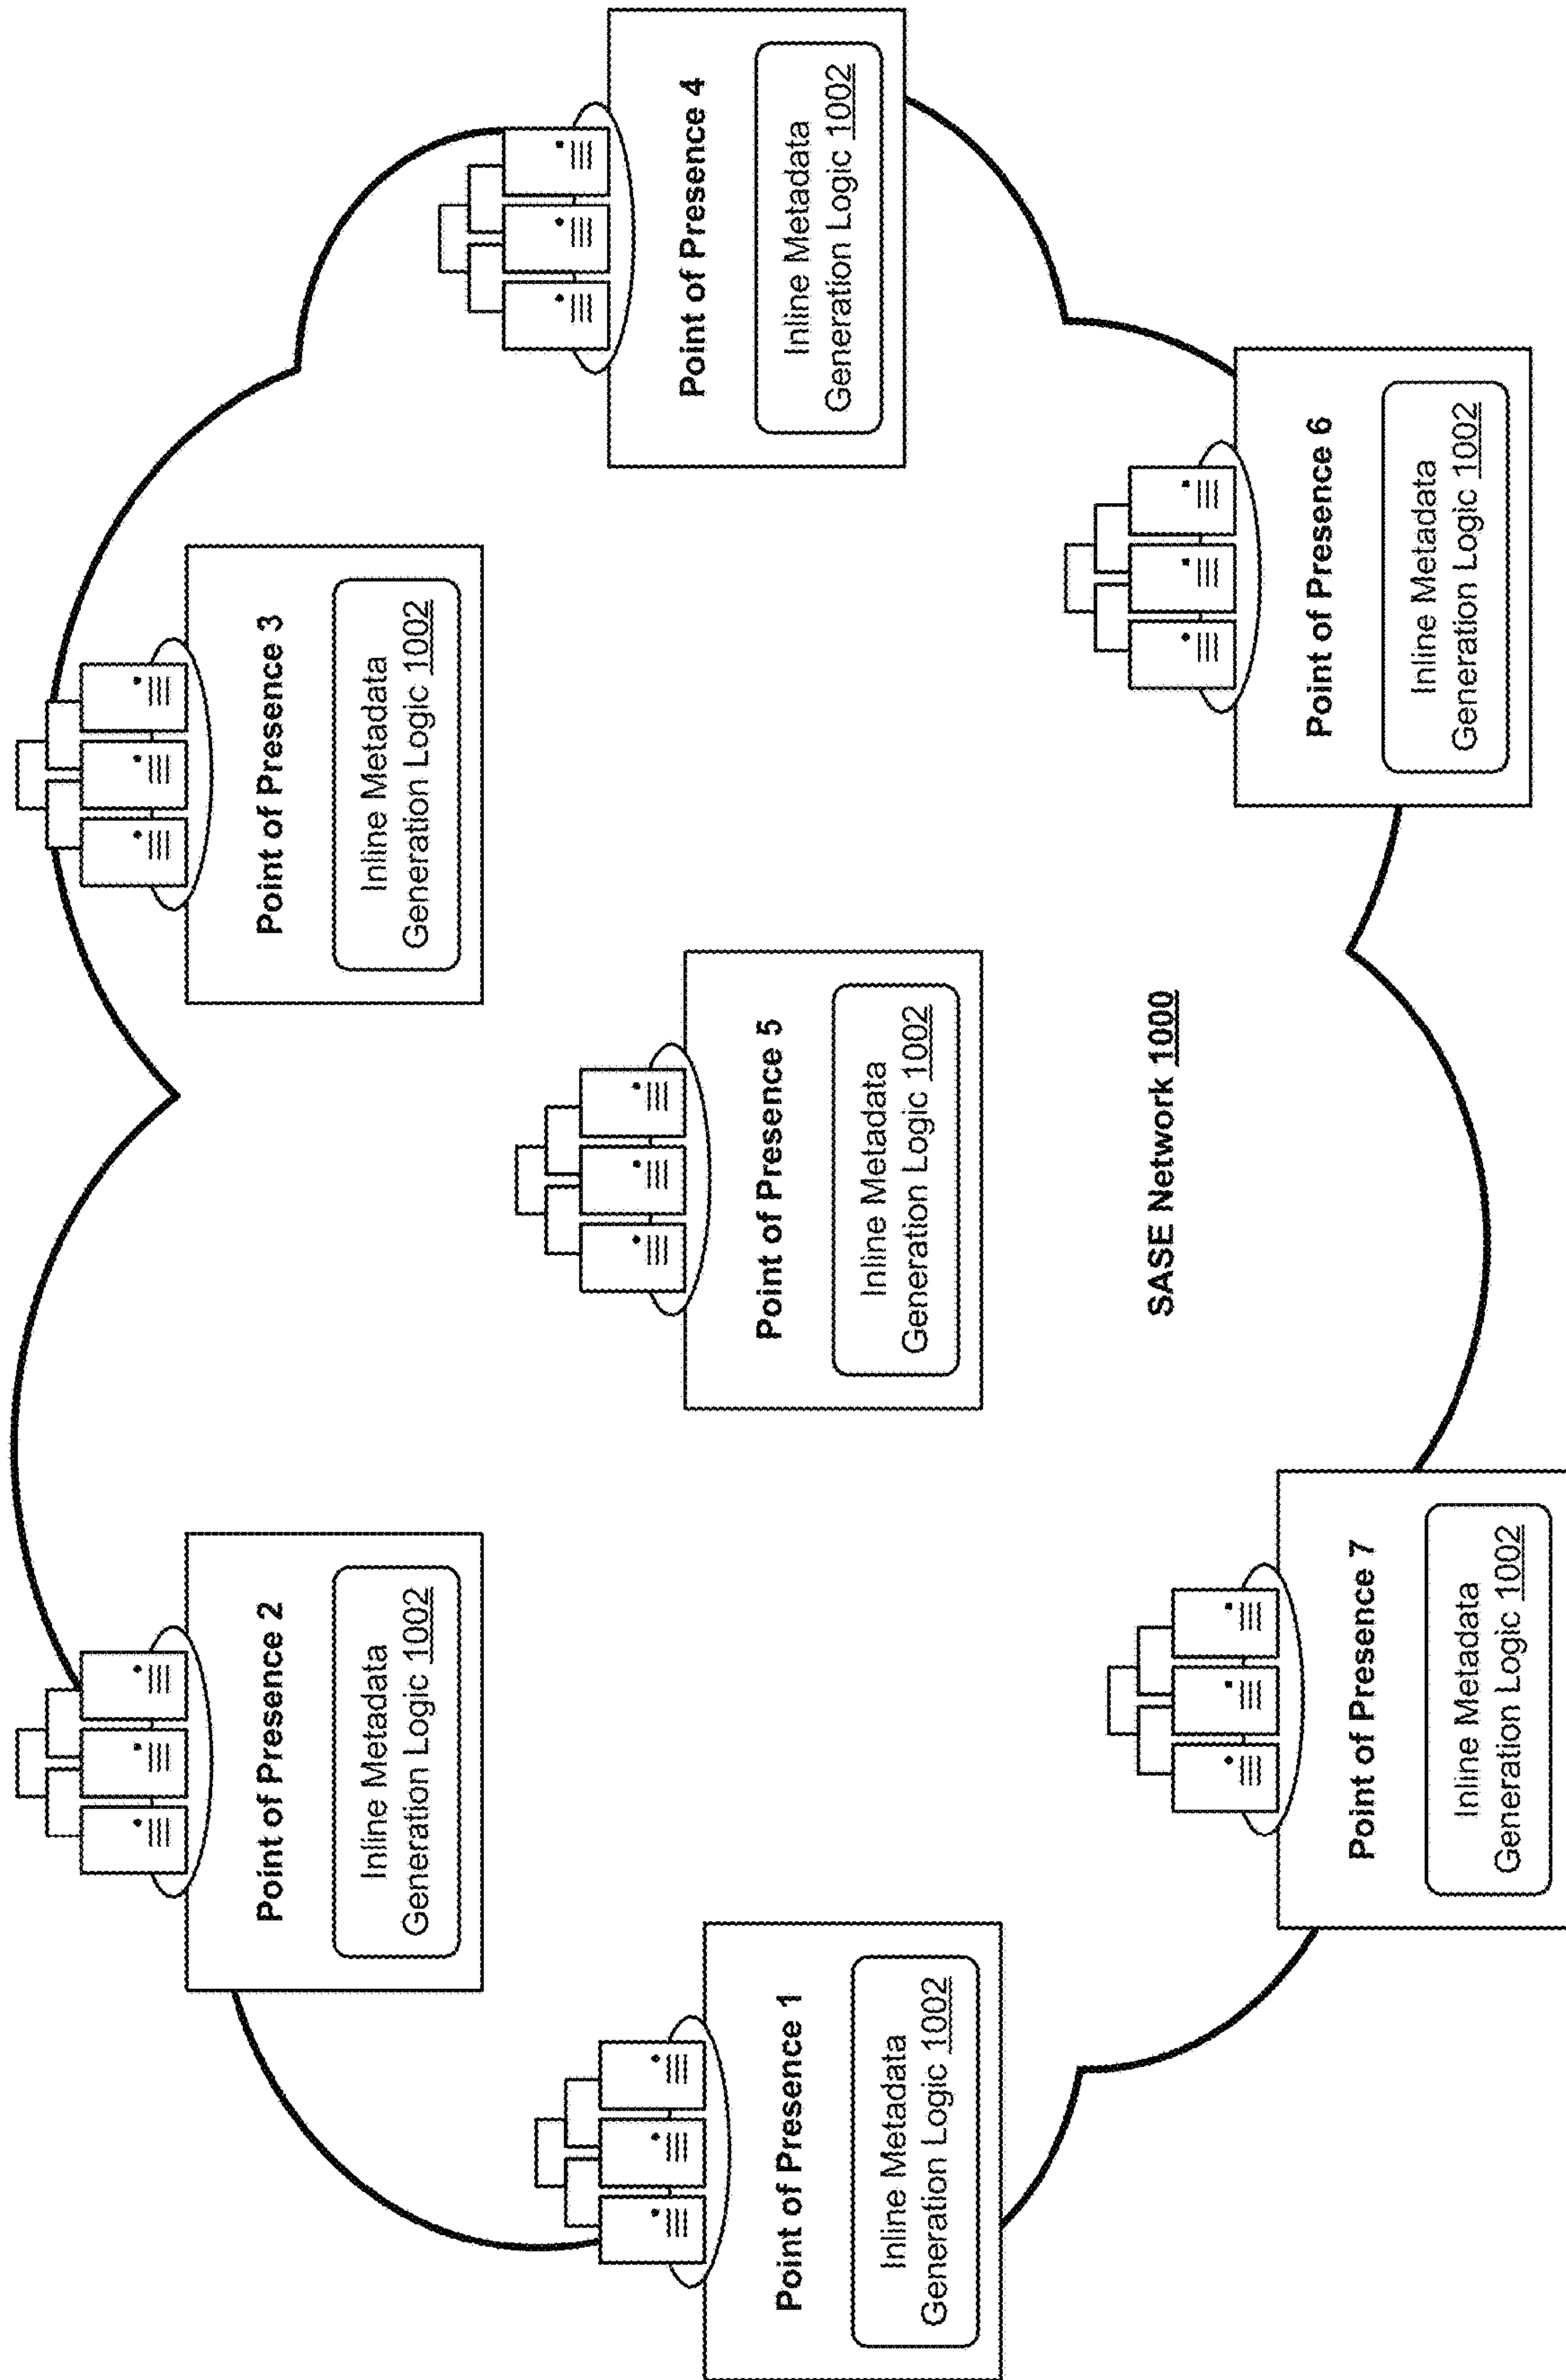 Point of Presence 2
Inline Metadata
Generation Logic 1002
Point of Presence 3
Inline Metadata
Generation Logic 1002
Point of Presence 4
Inline Metadata
Generation Logic 1002
Point of Presence 1
Inline Metadata
Generation Logic 1002
Point of Presence 5
Inline Metadata
Generation Logic 1002
SASE Network 1000
Point of Presence 7
Inline Metadata
Generation Logic 1002
Point of Presence 6
Inline Metadata
Generation Logic 1002